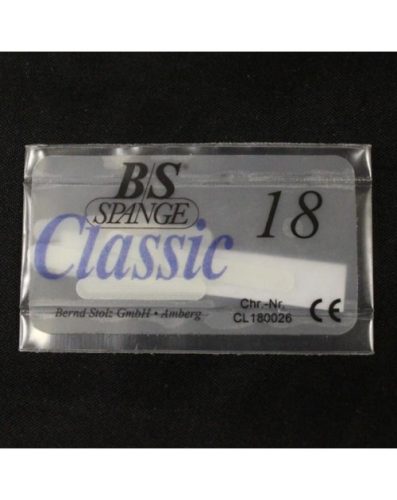 B/S
SPANGE
Classic
18
Bernd Stolz GmbH • Amberg
Chr.-Nr.
CL180026
CE